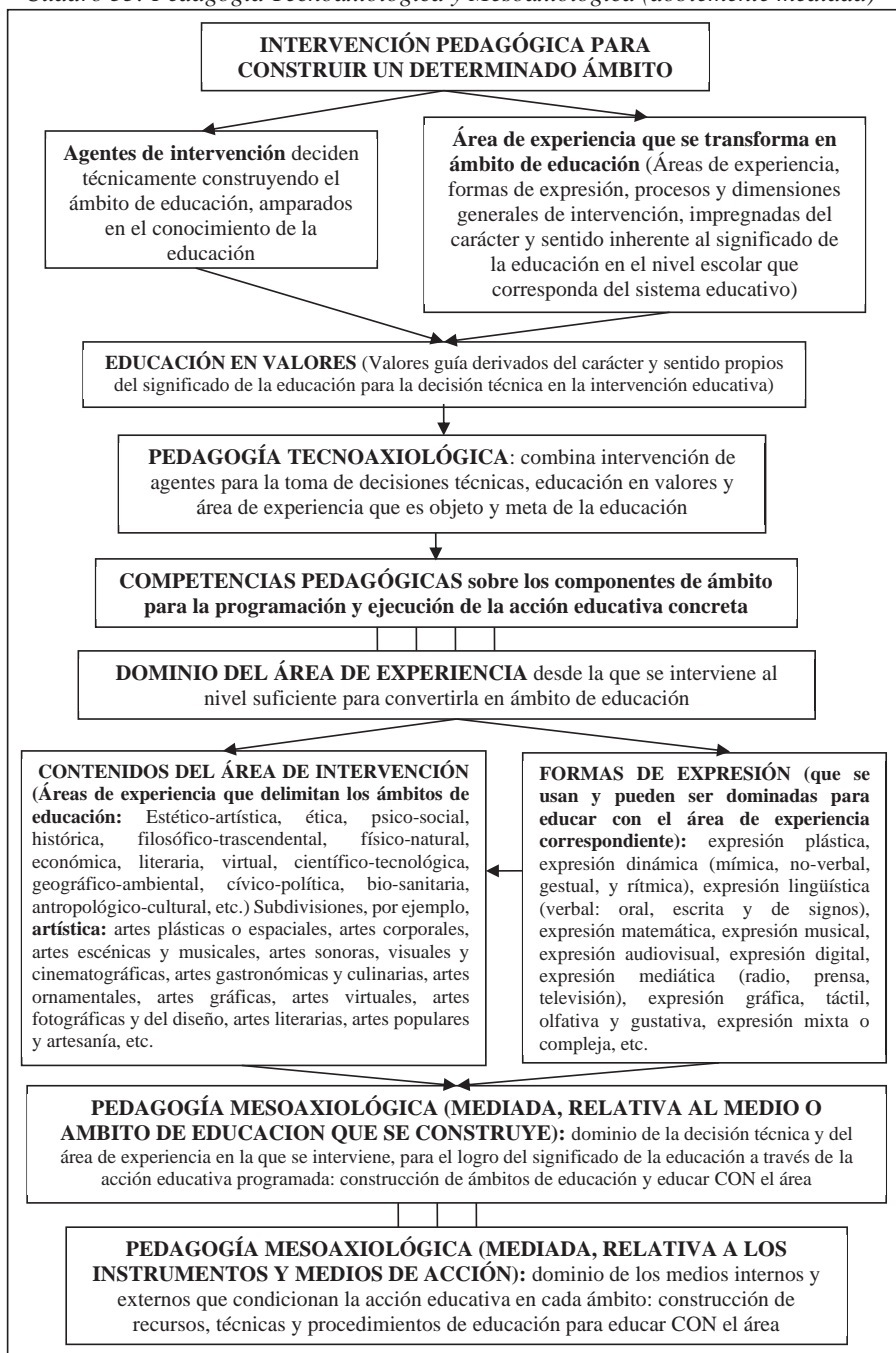 INTERVENCIÓN PEDAGÓGICA PARA
CONSTRUIR UN DETERMINADO ÁMBITO
Agentes de intervención deciden
técnicamente construyendo el
ámbito de educación, amparados
en el conocimiento de la
educación
Área de experiencia que se transforma en
ámbito de educación (Áreas de experiencia,
formas de expresión, procesos y dimensiones
generales de intervención, impregnadas del
carácter y sentido inherente al significado de
la educación en el nivel escolar que
corresponda del sistema educativo)
EDUCACIÓN EN VALORES (Valores guía derivados del carácter y sentido propios
del significado de la educación para la decisión técnica en la intervención educativa)
PEDAGOGÍA TECNOAXIOLÓGICA: combina intervención de
agentes para la toma de decisiones técnicas, educación en valores y
área de experiencia que es objeto y meta de la educación
COMPETENCIAS PEDAGÓGICAS sobre los componentes de ámbito
para la programación y ejecución de la acción educativa concreta
DOMINIO DEL ÁREA DE EXPERIENCIA desde la que se interviene al
nivel suficiente para convertirla en ámbito de educación
CONTENIDOS DEL ÁREA DE INTERVENCIÓN
(Áreas de experiencia que delimitan los ámbitos de
educación: Estético-artística, ética, psico-social,
histórica, filosófico-trascendental, físico-natural,
económica, literaria, virtual, científico-tecnológica,
geográfico-ambiental, cívico-política, bio-sanitaria,
antropológico-cultural, etc.) Subdivisiones, por ejemplo,
artística: artes plásticas o espaciales, artes corporales,
artes escénicas y musicales, artes sonoras, visuales y
cinematográficas, artes gastronómicas y culinarias, artes
ornamentales, artes gráficas, artes virtuales, artes
fotográficas y del diseño, artes literarias, artes populares
y artesanía, etc.
FORMAS DE EXPRESIÓN (que se
usan y pueden ser dominadas para
educar con el área de experiencia
correspondiente): expresión plástica,
expresión dinámica (mímica, no-verbal,
gestual, y rítmica), expresión lingüística
(verbal: oral, escrita y de signos),
expresión matemática, expresión musical,
expresión audiovisual, expresión digital,
expresión mediática (radio, prensa,
televisión), expresión gráfica, táctil,
olfativa y gustativa, expresión mixta o
compleja, etc.
PEDAGOGÍA MESOAXIOLÓGICA (MEDIADA, RELATIVA AL MEDIO O
AMBITO DE EDUCACION QUE SE CONSTRUYE): dominio de la decisión técnica y del
área de experiencia en la que se interviene, para el logro del significado de la educación a través de la
acción educativa programada: construcción de ámbitos de educación y educar CON el área
PEDAGOGÍA MESOAXIOLÓGICA (MEDIADA, RELATIVA A LOS
INSTRUMENTOS Y MEDIOS DE ACCIÓN): dominio de los medios internos y
externos que condicionan la acción educativa en cada ámbito: construcción de
recursos, técnicas y procedimientos de educación para educar CON el área